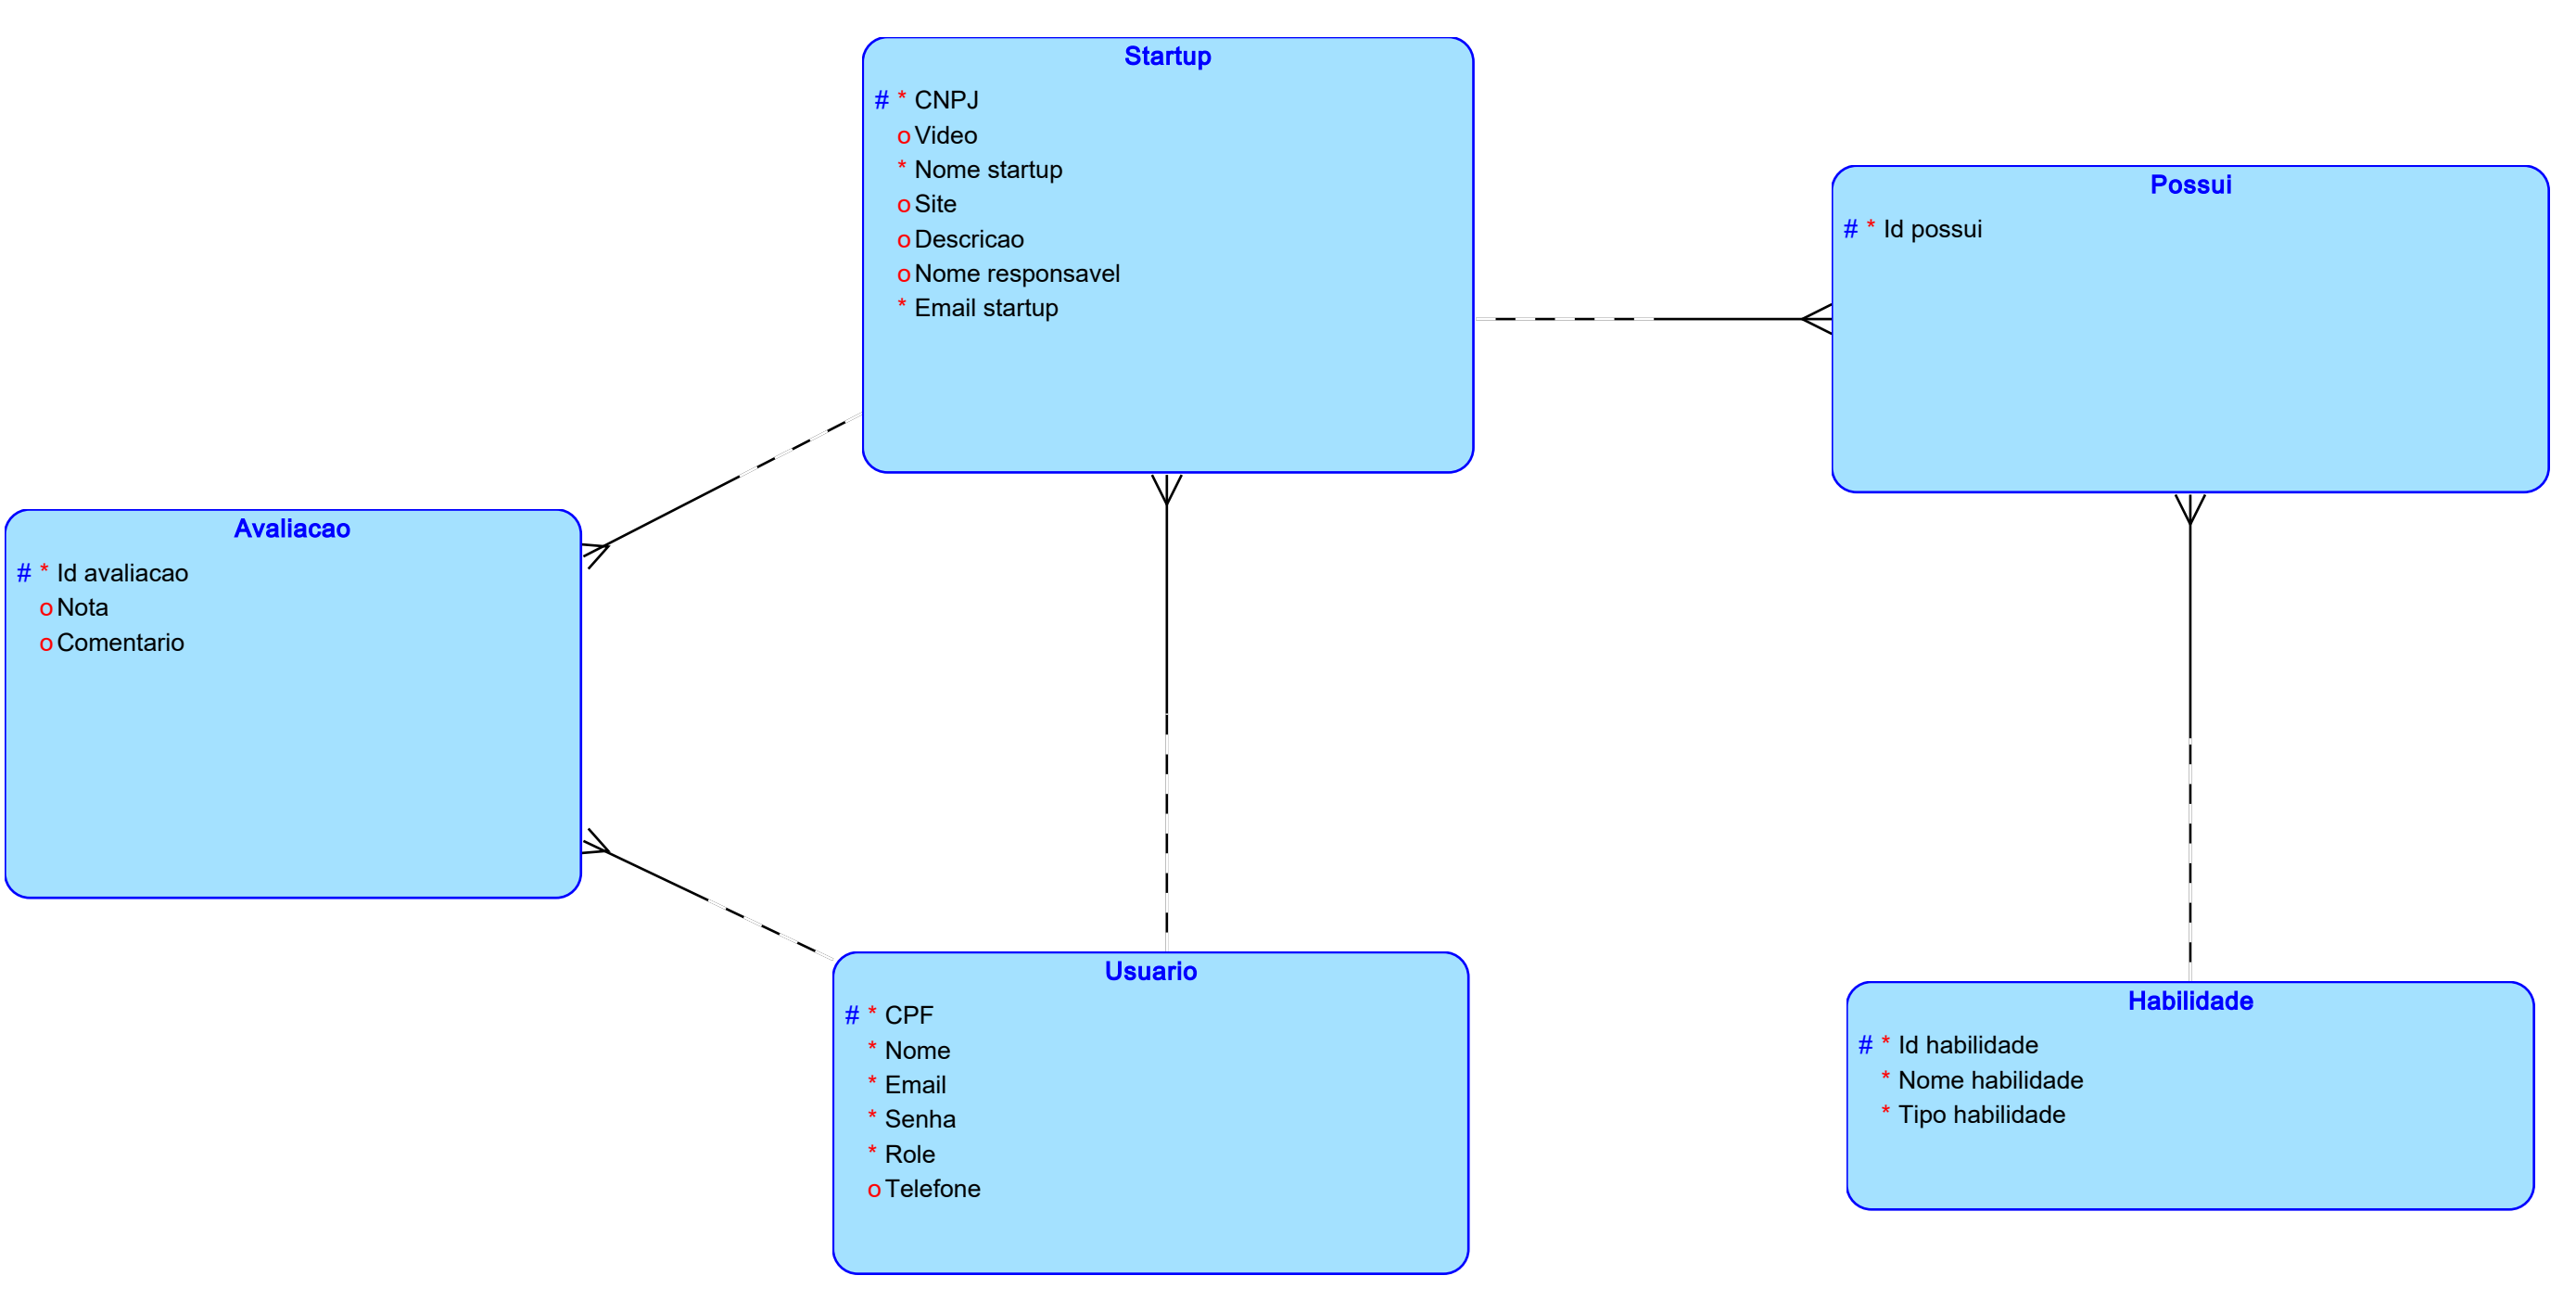 Startup
# * CNPJ
o Video
* Nome startup
o Site
o Descricao
o Nome responsavel
* Email startup
Possui
# * Id possui
Avaliacao
# * Id avaliacao
o Nota
o Comentario
Usuario
# * CPF
* Nome
* Email
* Senha
* Role
o Telefone
Habilidade
# * Id habilidade
* Nome habilidade
* Tipo habilidade